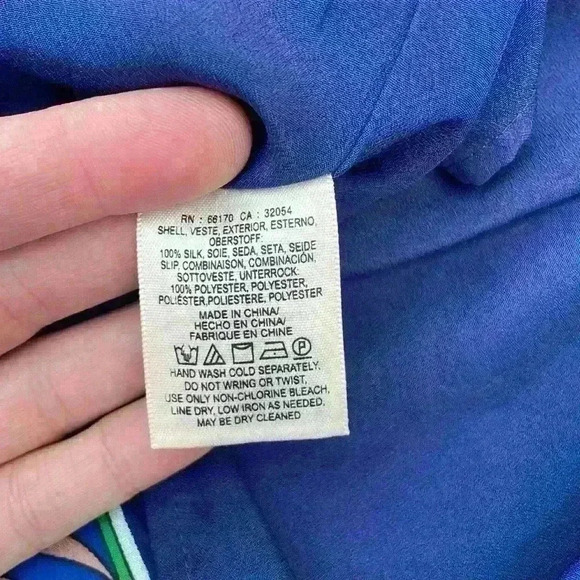 RN : 66170 CA : 32054
SHELL, VESTE, EXTERIOR, ESTERNO,
OBERSTOFF:
100% SILK, SOIE, SEDA, SETA, SEIDE
SLIP, COMBINAISON, COMBINACIÓN,
SOTTOVESTE, UNTERROCK:
100% POLYESTER, POLYESTER,
POLIÉSTER,POLIESTERE, POLYESTER
MADE IN CHINA/
HECHO EN CHINA/
FABRIQUE EN CHINE
P
HAND WASH COLD SEPARATELY.
DO NOT WRING OR TWIST,
USE ONLY NON-CHLORINE BLEACH,
LINE DRY, LOW IRON AS NEEDED.
MAY BE DRY CLEANED